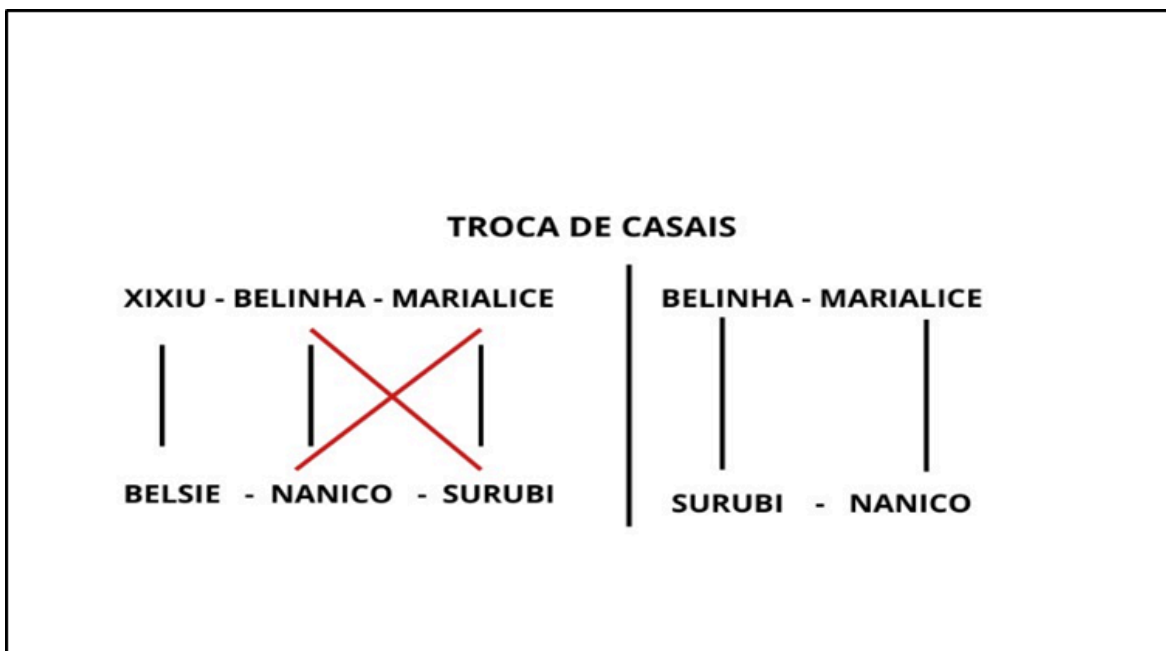 TROCA DE CASAIS
XIXIU - BELINHA - MARIALICE
BELSIE - NANICO - SURUBI
BELINHA - MARIALICE
SURUBI - NANICO